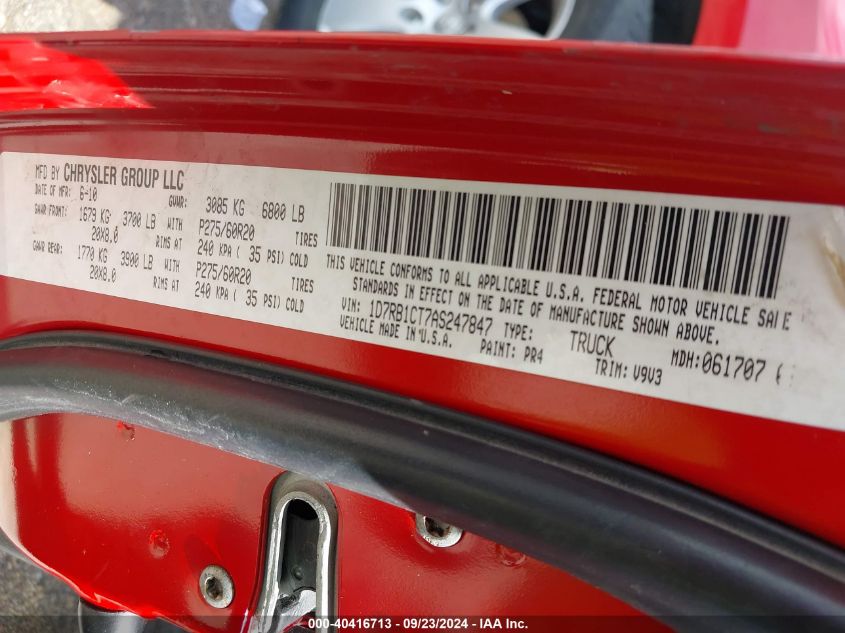 MFD BY CHRYSLER GROUP LLC
DATE OF MFR: 6-10 GVWR: 3085 KG 6800 LB
GAWR FRONT: 1679 KG 3700 LB WITH P275/60R20 TIRES
20X8.0 RIMS AT 240 KPA ( 35 PSI) COLD
GAWR REAR: 1770 KG 3900 LB WITH P275/60R20 TIRES
20X8.0 RIMS AT 240 KPA ( 35 PSI) COLD
THIS VEHICLE CONFORMS TO ALL APPLICABLE U.S.A. FEDERAL MOTOR VEHICLE
STANDARDS IN EFFECT ON THE DATE OF MANUFACTURE SHOWN ABOVE.
VIN: 1D7RB1CT7AS247847 TYPE: TRUCK MDH: 061707
VEHICLE MADE IN U.S.A. PAINT: PR4 TRIM: V9V3
000-40416713 - 09/23/2024 - IAA Inc.